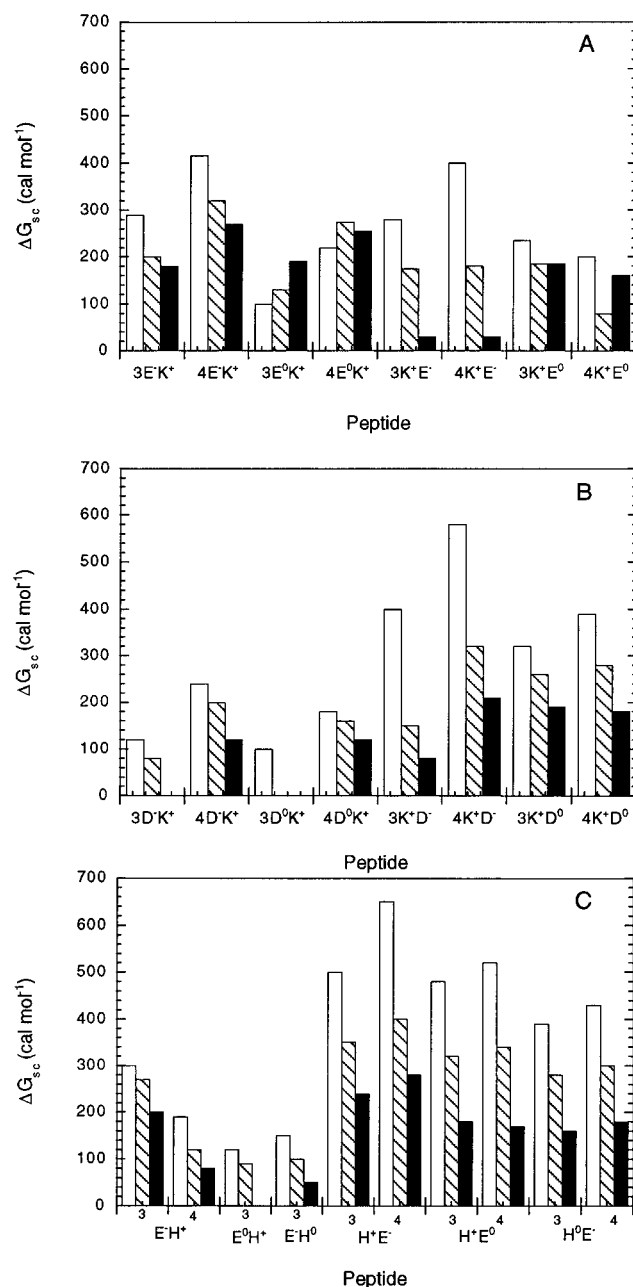 A
700
600
500
400
300
200
100
0
ΔG_sc (cal mol⁻¹)
3E⁻K⁺ 4E⁻K⁺ 3E⁰K⁺ 4E⁰K⁺ 3K⁺E⁻ 4K⁺E⁻ 3K⁺E⁰ 4K⁺E⁰
Peptide
B
700
600
500
400
300
200
100
0
ΔG_sc (cal mol⁻¹)
3D⁻K⁺ 4D⁻K⁺ 3D⁰K⁺ 4D⁰K⁺ 3K⁺D⁻ 4K⁺D⁻ 3K⁺D⁰ 4K⁺D⁰
Peptide
C
700
600
500
400
300
200
100
0
ΔG_sc (cal mol⁻¹)
3 4 3 3 3 4 3 4 3 4
E⁻H⁺ E⁰H⁺ E⁻H⁰ H⁺E⁻ H⁺E⁰ H⁰E⁻
Peptide